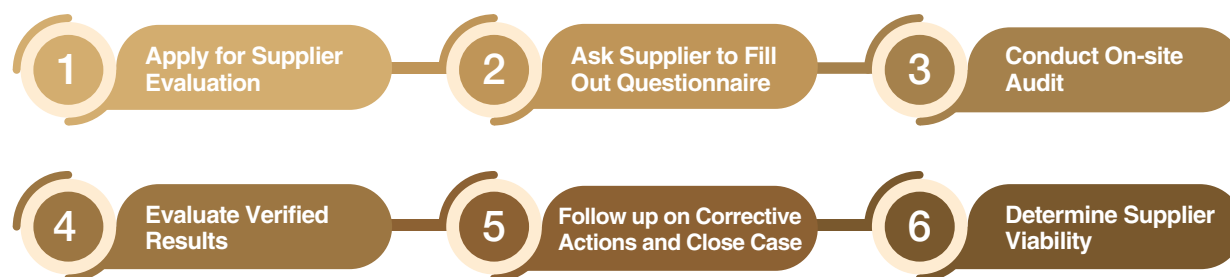 1
Apply for Supplier
Evaluation
2
Ask Supplier to Fill
Out Questionnaire
3
Conduct On-site
Audit
4
Evaluate Verified
Results
5
Follow up on Corrective
Actions and Close Case
6
Determine Supplier
Viability